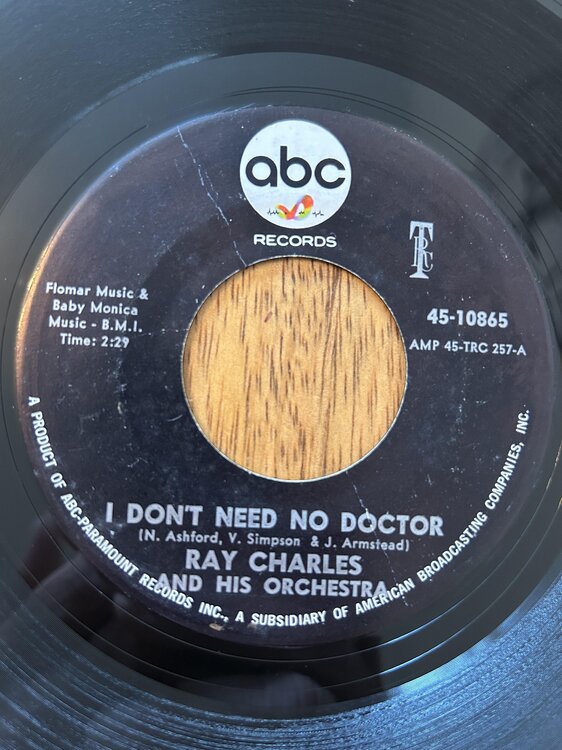 abc
RECORDS
TRC
Flomar Music &
Baby Monica
Music - B.M.I.
Time: 2:29
45-10865
AMP 45-TRC 257-A
I DON'T NEED NO DOCTOR
(N. Ashford, V. Simpson & J. Armstead)
RAY CHARLES
AND HIS ORCHESTRA
A PRODUCT OF ABC-PARAMOUNT RECORDS INC., A SUBSIDIARY OF AMERICAN BROADCASTING COMPANIES, INC.